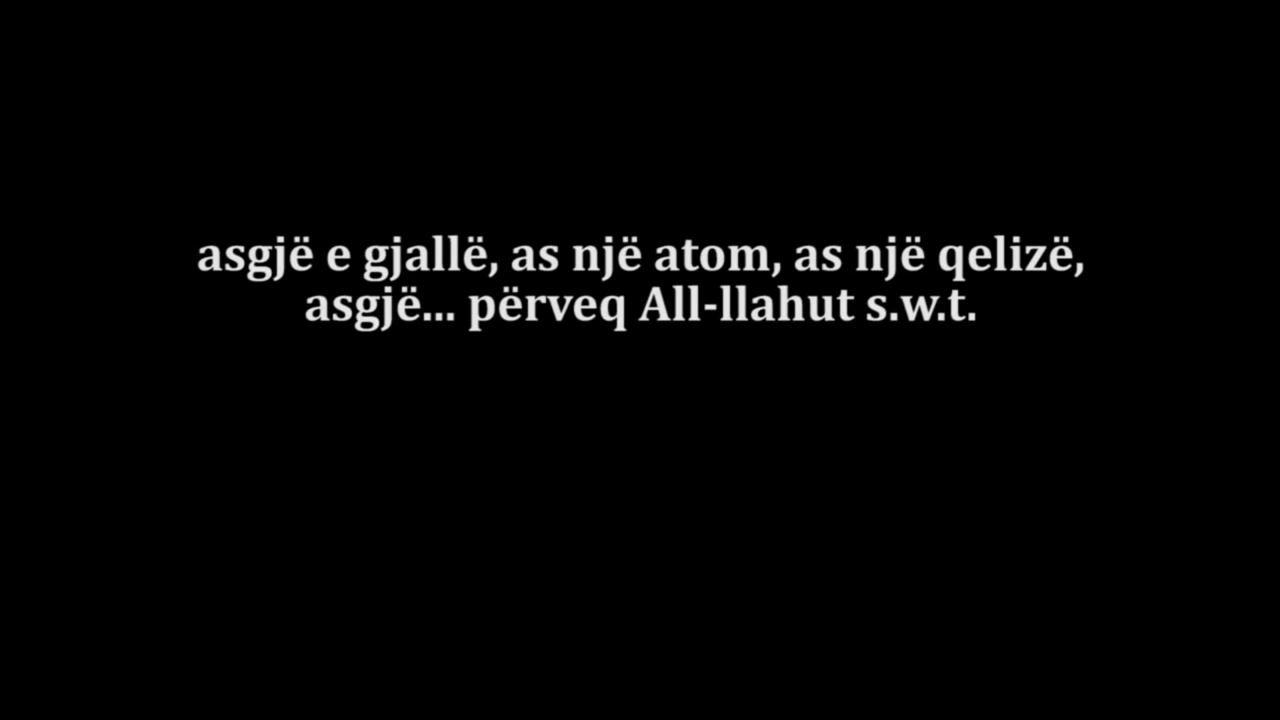 asgjë e gjallë, as një atom, as një qelizë,
asgjë... përveq All-llahut s.w.t.